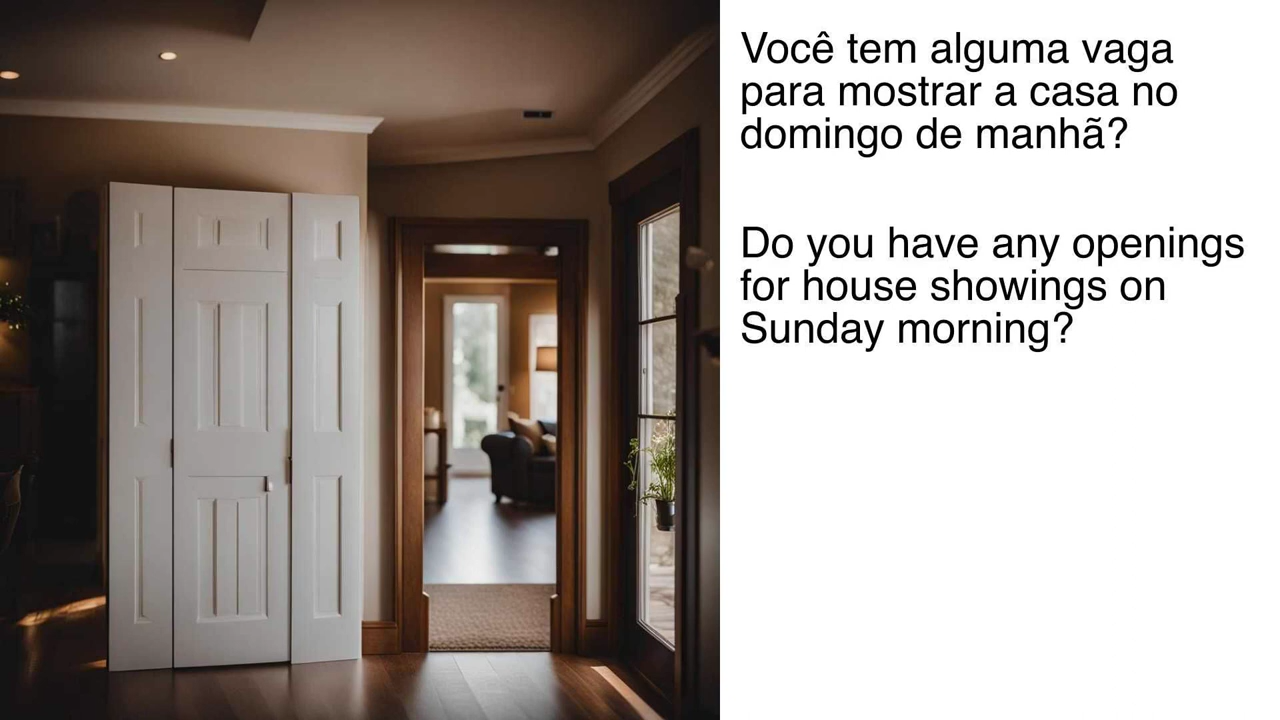 Você tem alguma vaga
para mostrar a casa no
domingo de manhã?
Do you have any openings
for house showings on
Sunday morning?